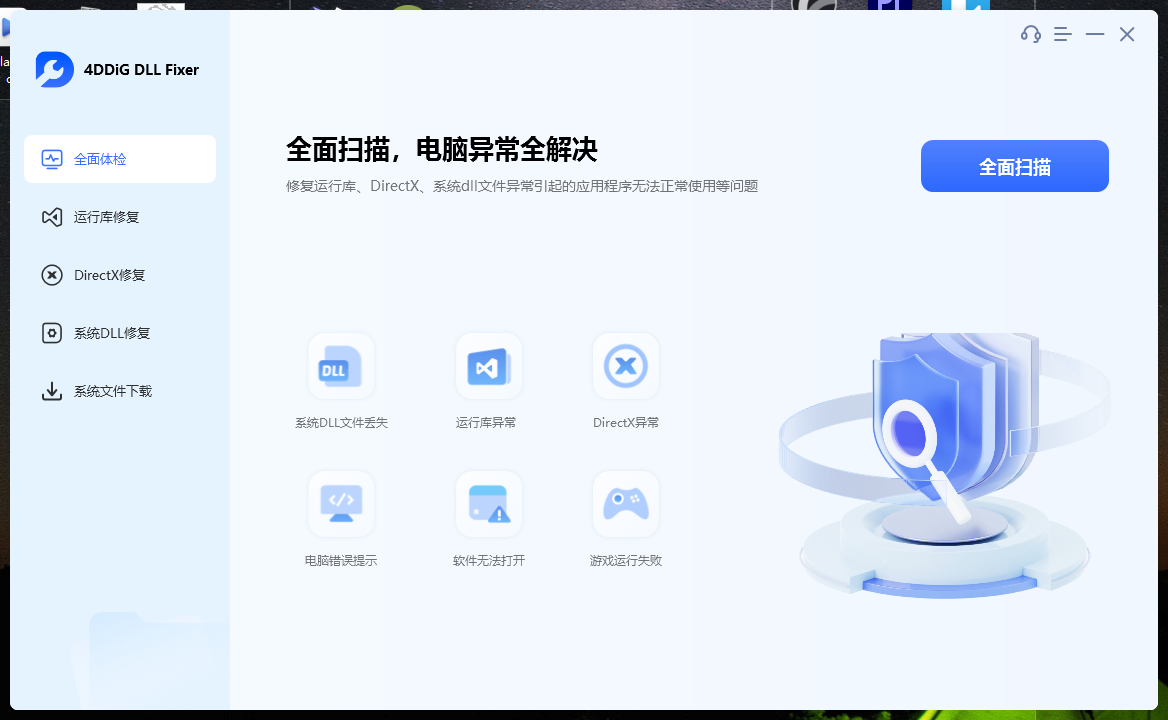 4DDiG DLL Fixer
全面体检
运行库修复
DirectX修复
系统DLL修复
系统文件下载
全面扫描，电脑异常全解决
修复运行库、DirectX、系统dll文件异常引起的应用程序无法正常使用等问题
全面扫描
DLL
系统DLL文件丢失
运行库异常
DirectX异常
电脑错误提示
软件无法打开
游戏运行失败